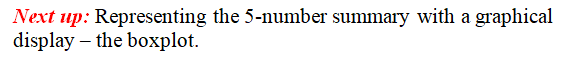 Next up: Representing the 5-number summary with a graphical
display – the boxplot.